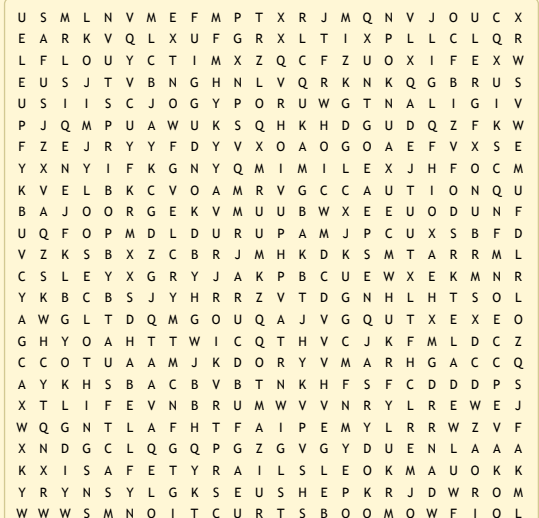 U S M L N V M E F M P T X R J M Q N V J O U C X
E A R K V Q L X U F G R X L T I X P L L C L Q R
L F L O U Y C T I M X Z Q C F Z U O X I F E X W
E U S J T V B N G H N L V Q R K N K Q G B R U S
U S I I S C J O G Y P O R U W G T N A L I G I V
P J Q M P U A W U K S Q H K H D G U D Q Z F K W
F Z E J R Y Y F D Y V X O A O G O A E F V X S E
Y X N Y I F K G N Y Q M I M I L E X J H F O C M
K V E L B K C V O A M R V G C C A U T I O N Q U
B A J O O R G E K V M U U B W X E E U O D U N F
U Q F O P M D L D U R U P A M J P C U X S B F D
V Z K S B X Z C B R J M H K D K S M T A R R M L
C S L E Y X G R Y J A K P B C U E W X E K M N R
Y K B C B S J Y H R R Z V T D G N H L H T S O L
A W G L T D Q M G O U Q A J V G Q U T X E X E O
G H Y O A H T T W I C Q T H V C J K F M L D C Z
C C O T U A A M J K D O R Y V M A R H G A C C Q
A Y K H S B A C B V B T N K H F S F C D D D P S
X T L I F E V N B R U M W V V N R Y L R E W E J
W Q G N T L A F H T F A I P E M Y L R R W Z V F
X N D G C L Q G Q P G Z G V G Y D U E N L A A A
K X I S A F E T Y R A I L S L E O K M A U O K K
Y R Y N S Y L G K S E U S H E P K R J D W R O M
W W W S M N O I T C U R T S B O O M O W F I O L